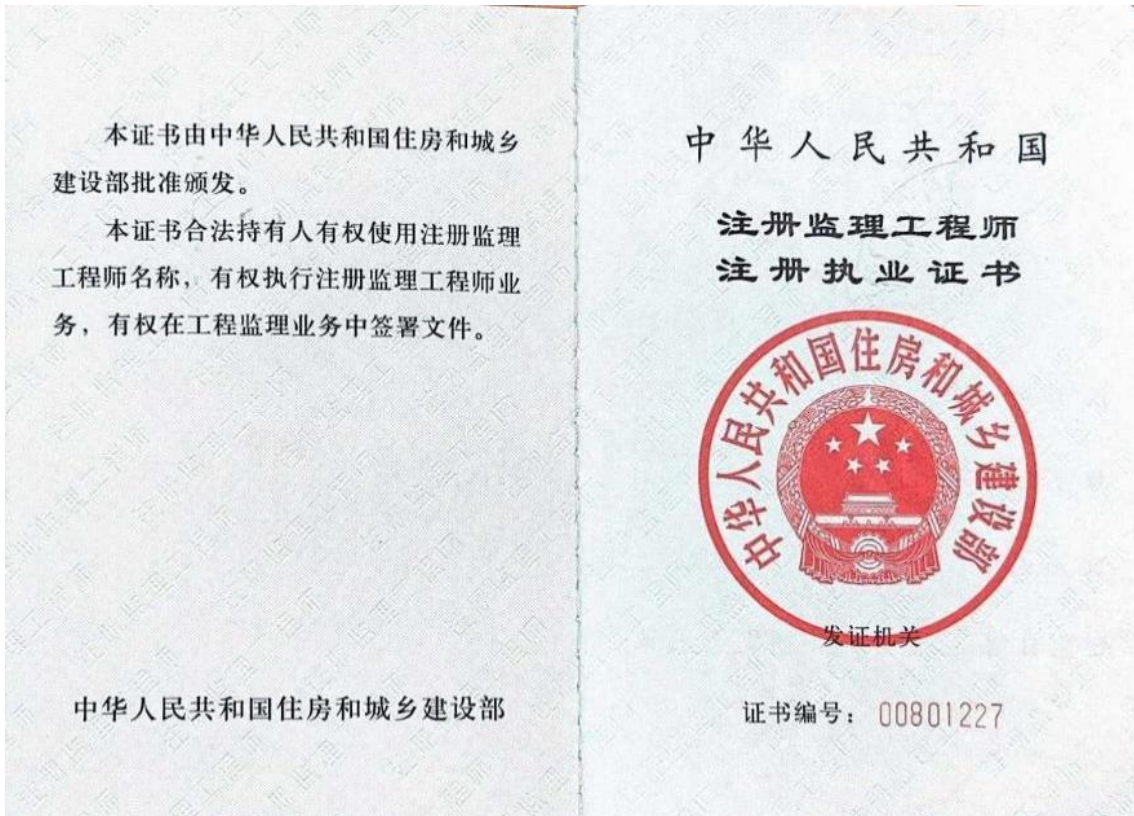 本证书由中华人民共和国住房和城乡
建设部批准颁发。
本证书合法持有人有权使用注册监理
工程师名称，有权执行注册监理工程师业
务，有权在工程监理业务中签署文件。
中华人民共和国住房和城乡建设部
中华人民共和国
注册监理工程师
注册执业证书
中华人民共和国住房和城乡建设部
发证机关
证书编号：00801227